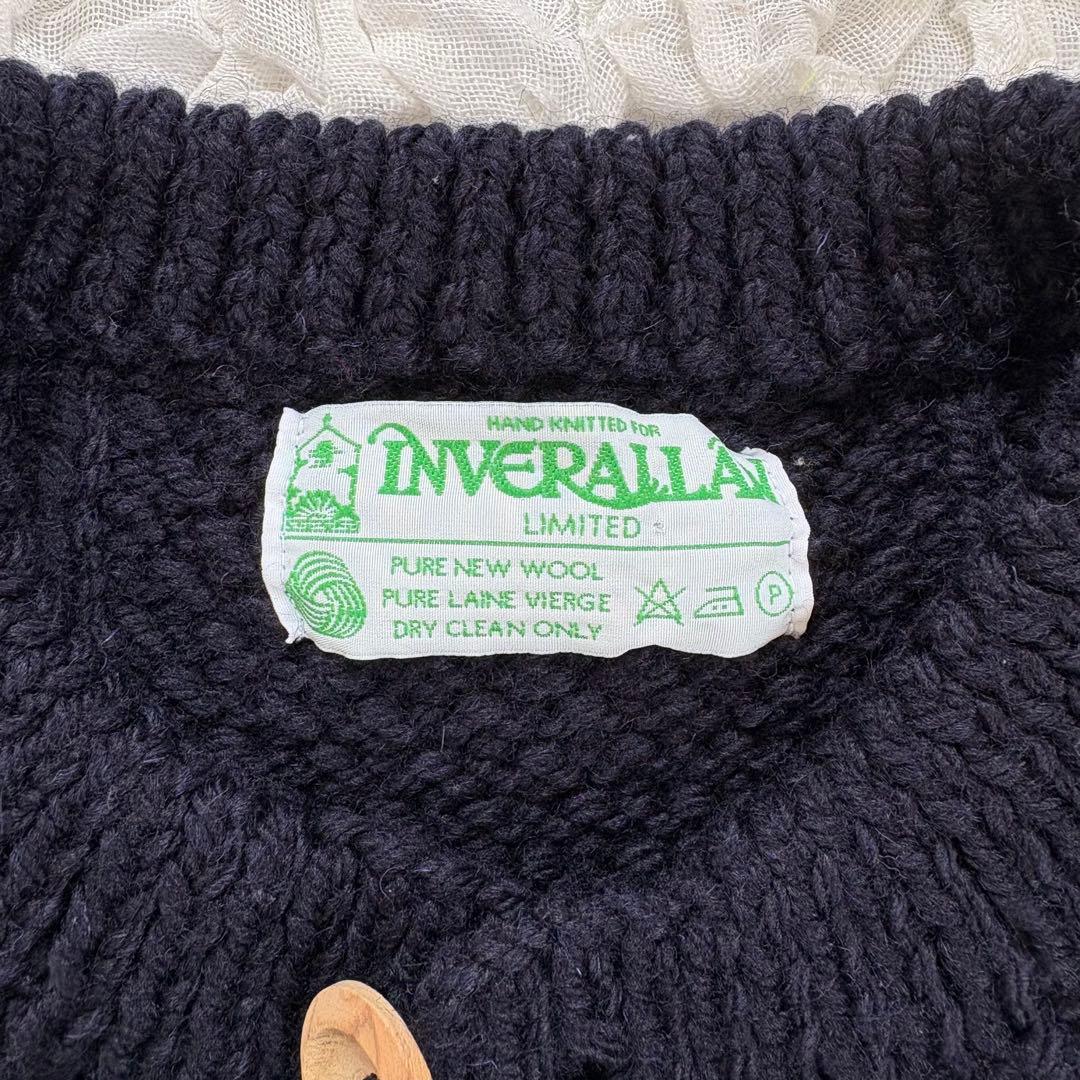 HAND KNITTED FOR
INVERALLAN
LIMITED
PURE NEW WOOL
PURE LAINE VIERGE
DRY CLEAN ONLY
P